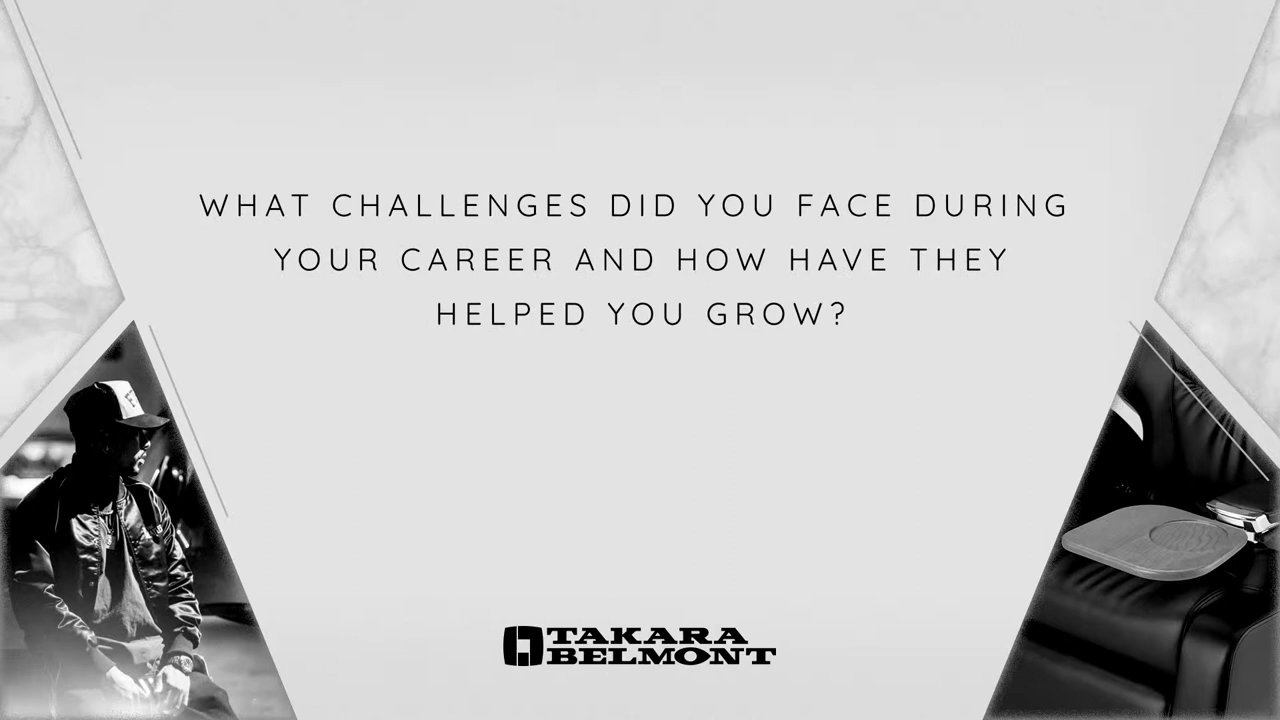 WHAT CHALLENGES DID YOU FACE DURING
YOUR CAREER AND HOW HAVE THEY
HELPED YOU GROW?
TAKARA
BELMONT